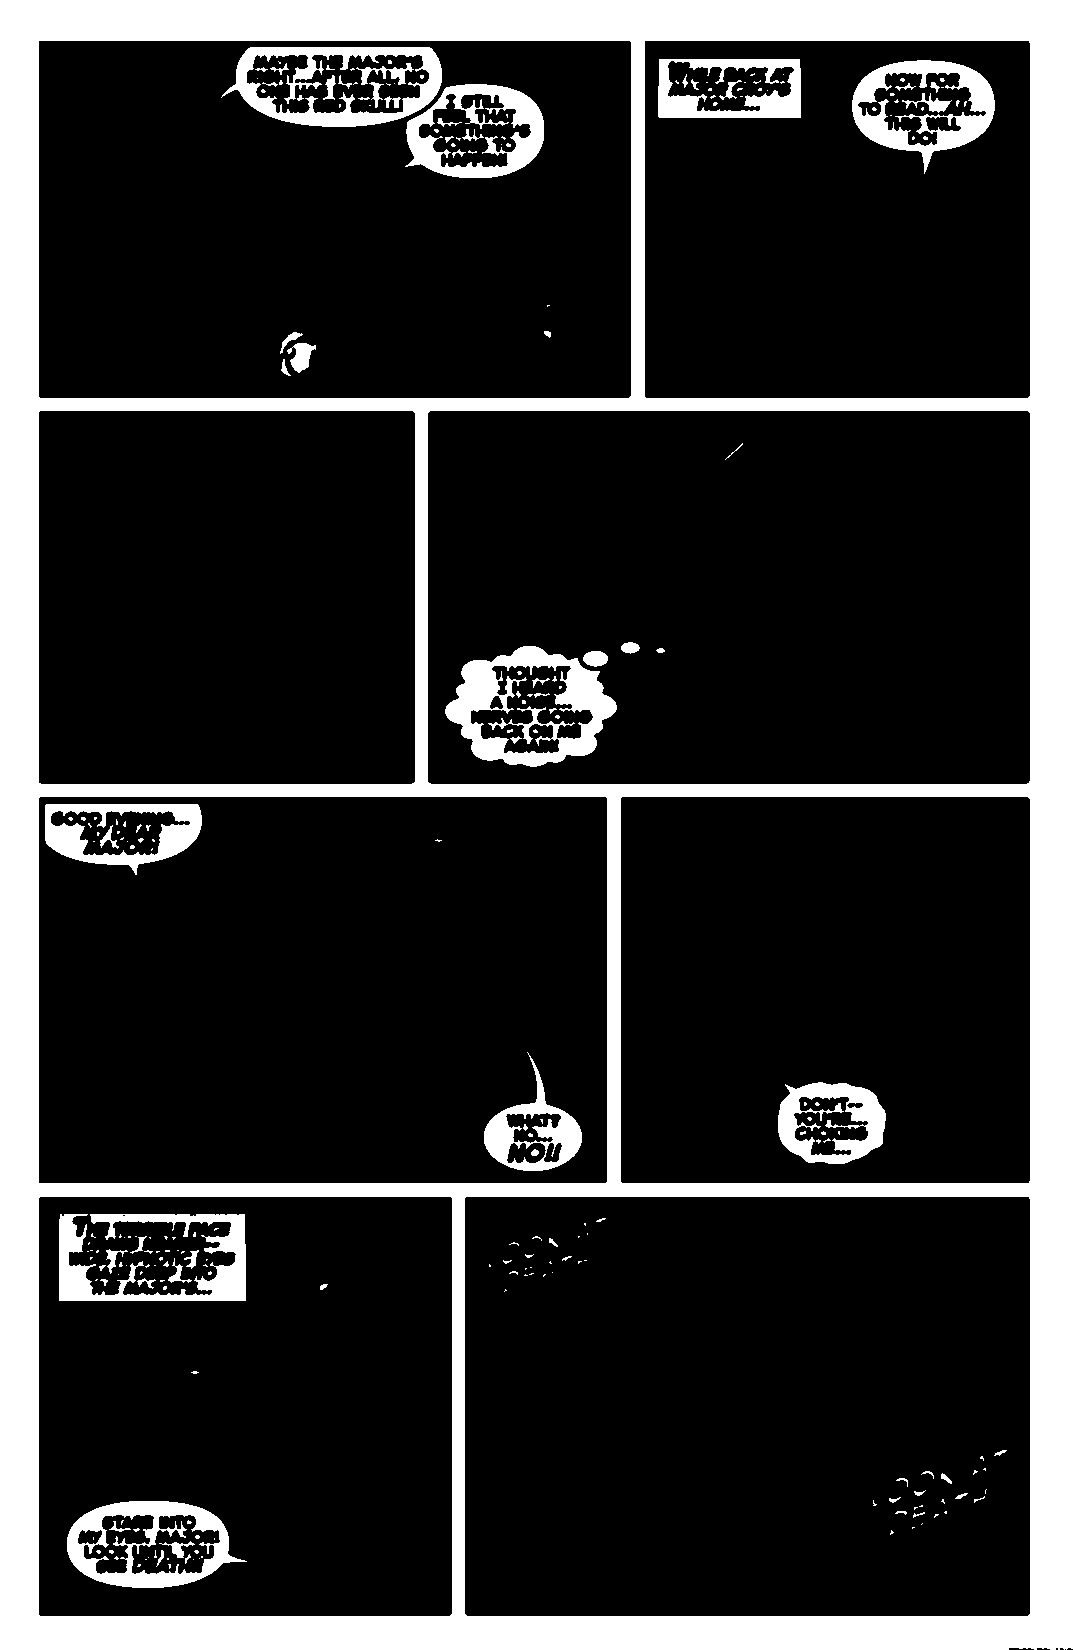 MAYBE THE MAJOR'S
RIGHT...AFTER ALL, NO
ONE HAS EVER SEEN
THIS RED SKULL!
I STILL
FEEL THAT
SOMETHING'S
GOING TO
HAPPEN!
WHILE BACK AT
MAJOR CROY'S
HOME...
NOW FOR
SOMETHING
TO READ...AH...
THIS WILL
DO!
THOUGHT
I HEARD
A NOISE...
NERVES GOING
BACK ON ME
AGAIN!
GOOD EVENING...
MY DEAR
MAJOR!
WHAT?
NO...
NO!!
DON'T--
YOU'RE...
CHOKING
ME...
THE TERRIBLE FACE
DRAWS NEARER--
HYPNOTIC EYES
GAZE DEEP INTO
THE MAJOR'S...
STARE INTO
MY EYES, MAJOR!
LOOK UNTIL YOU
SEE DEATH!!